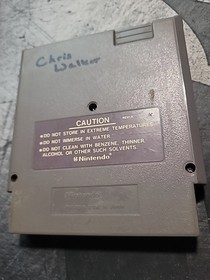 Chris
Walker
CAUTION
•DO NOT STORE IN EXTREME TEMPERATURES
•DO NOT IMMERSE IN WATER
•DO NOT CLEAN WITH BENZENE, THINNER,
ALCOHOL OR OTHER SUCH SOLVENTS
®Nintendo